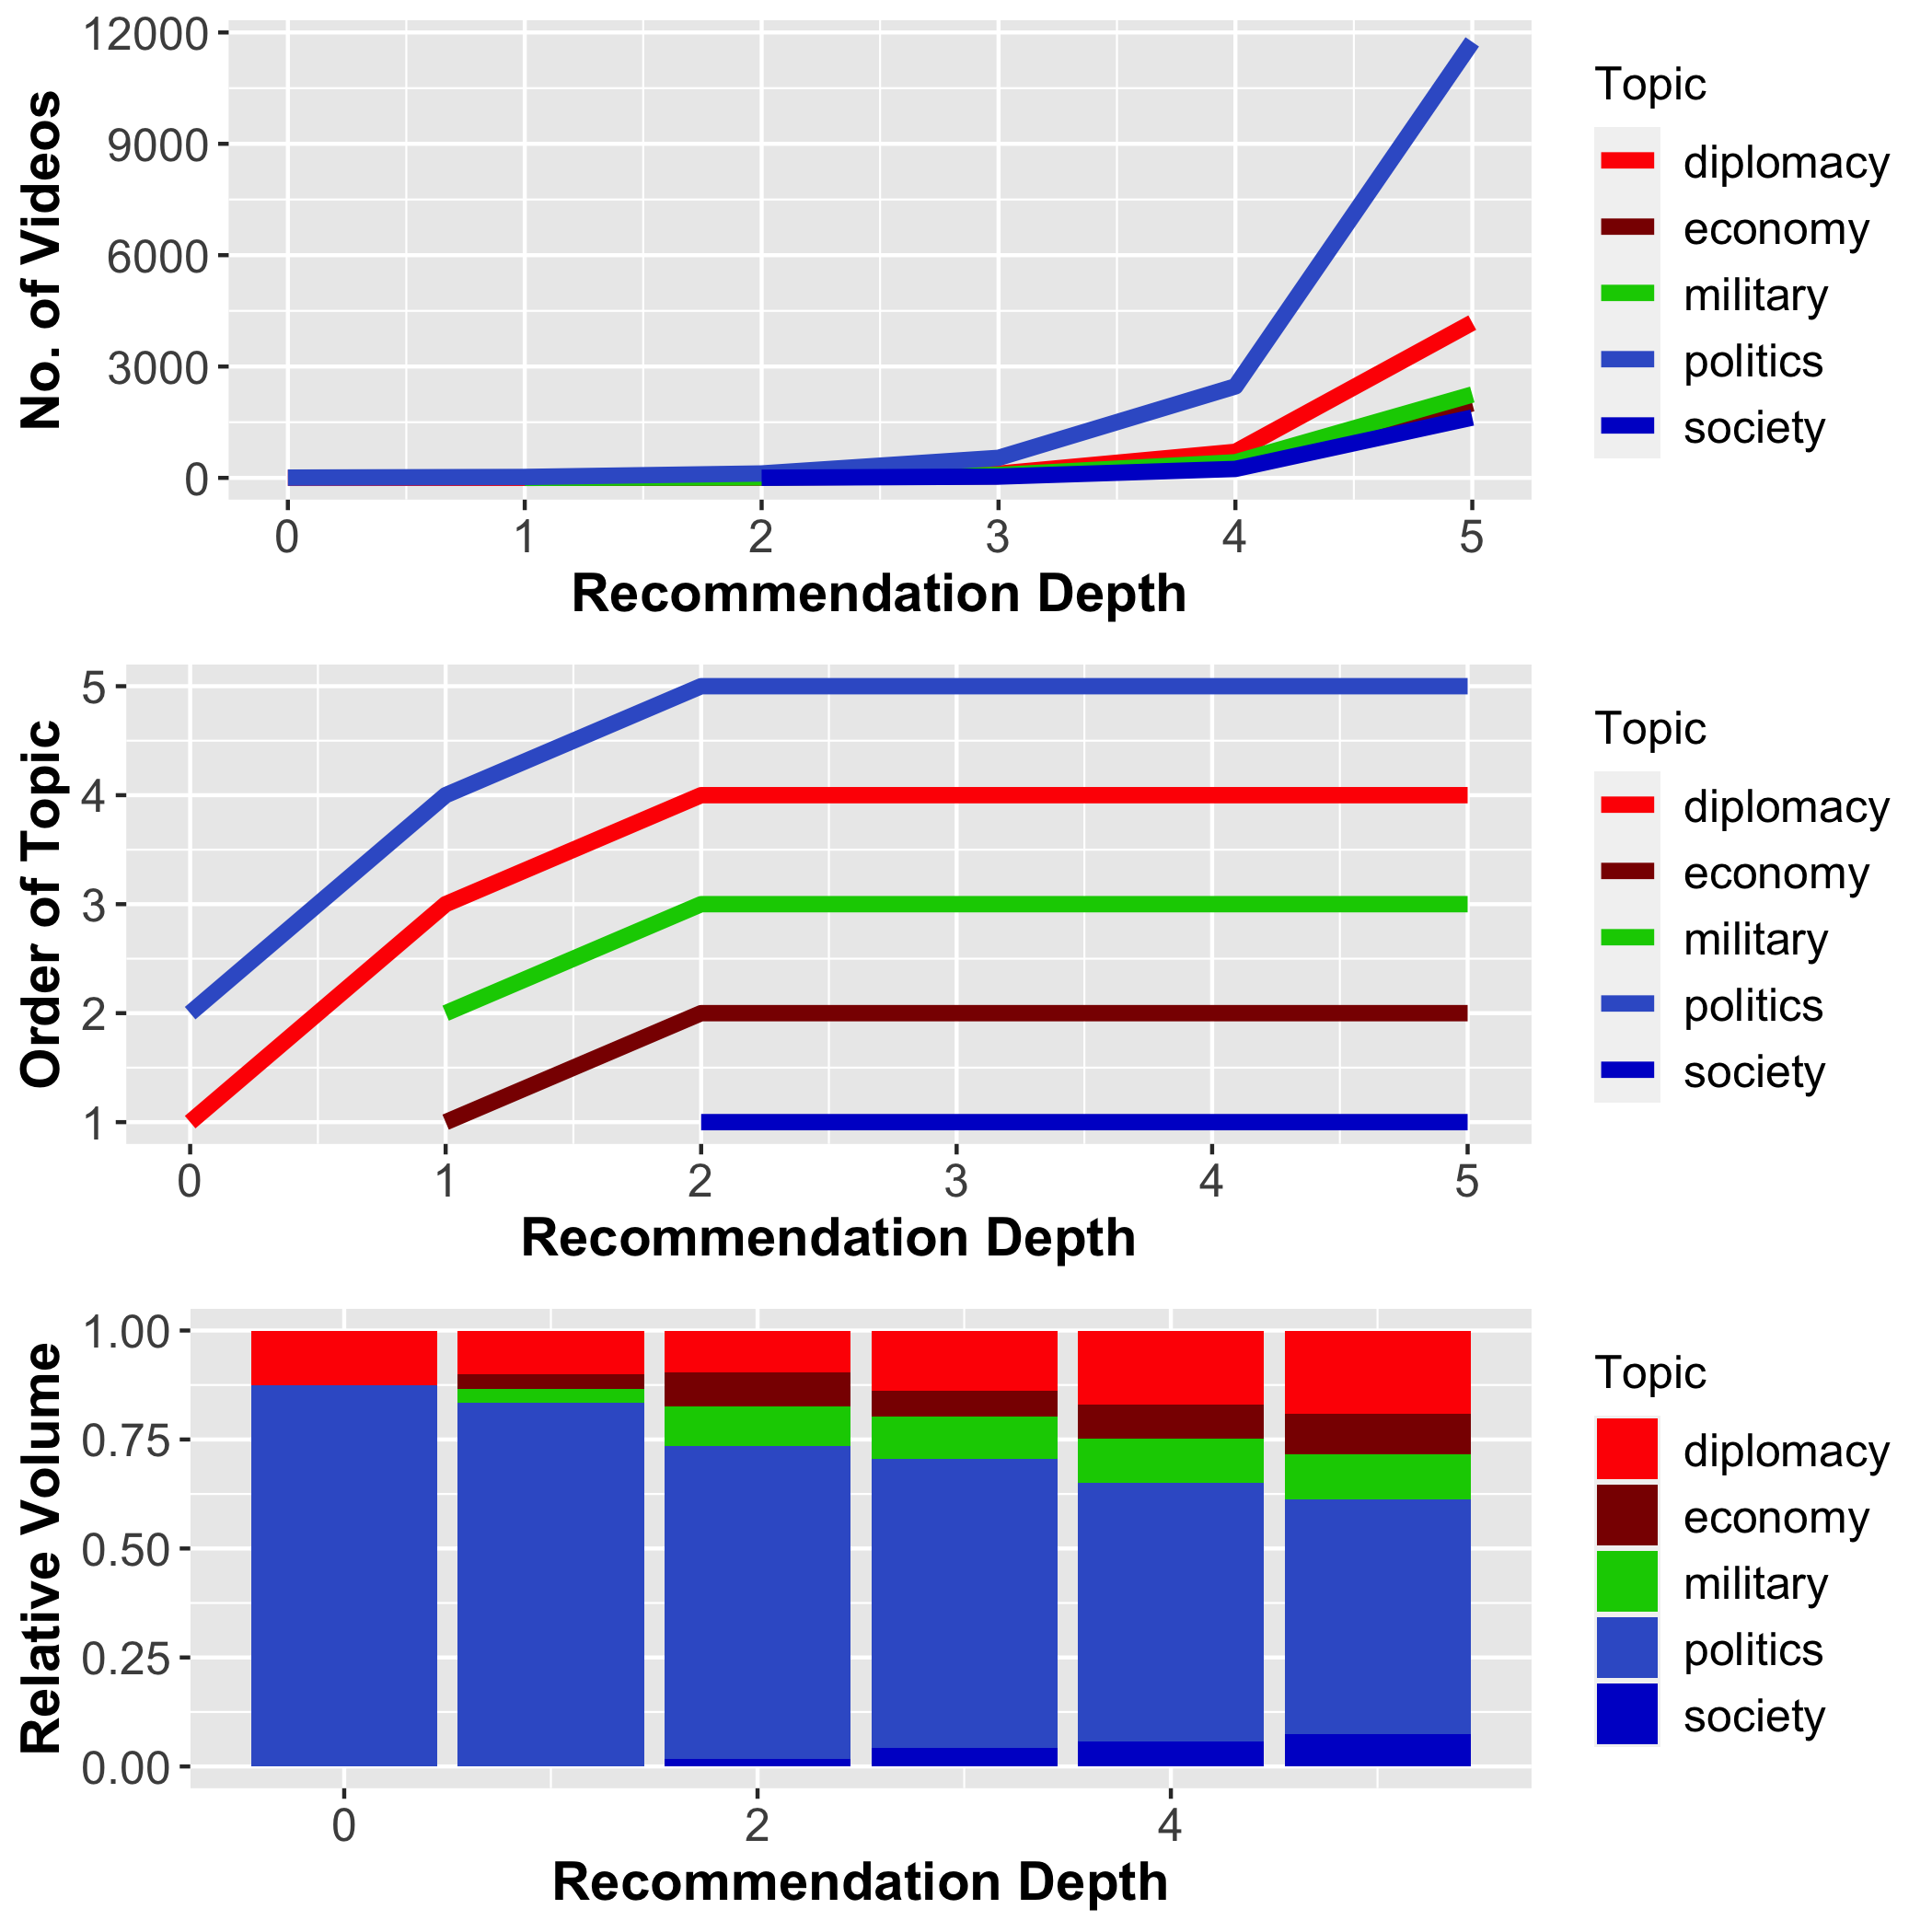 No. of Videos
12000
9000
6000
3000
0
0 1 2 3 4 5
Recommendation Depth
Topic
diplomacy
economy
military
politics
society
Order of Topic
5
4
3
2
1
0 1 2 3 4 5
Recommendation Depth
Topic
diplomacy
economy
military
politics
society
Relative Volume
1.00
0.75
0.50
0.25
0.00
0 2 4
Recommendation Depth
Topic
diplomacy
economy
military
politics
society